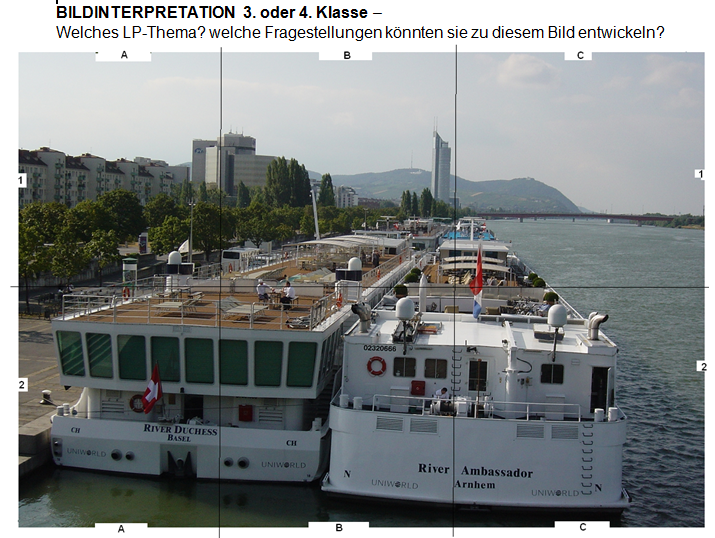 BILDINTERPRETATION 3. oder 4. Klasse –
Welches LP-Thema? welche Fragestellungen könnten sie zu diesem Bild entwickeln?
A B C
1 1
02320666
2 2
CH RIVER DUCHESS CH
BASEL
UNIWORLD UNIWORLD
River Ambassador
N Arnhem N
UNIWORLD UNIWORLD
A B C